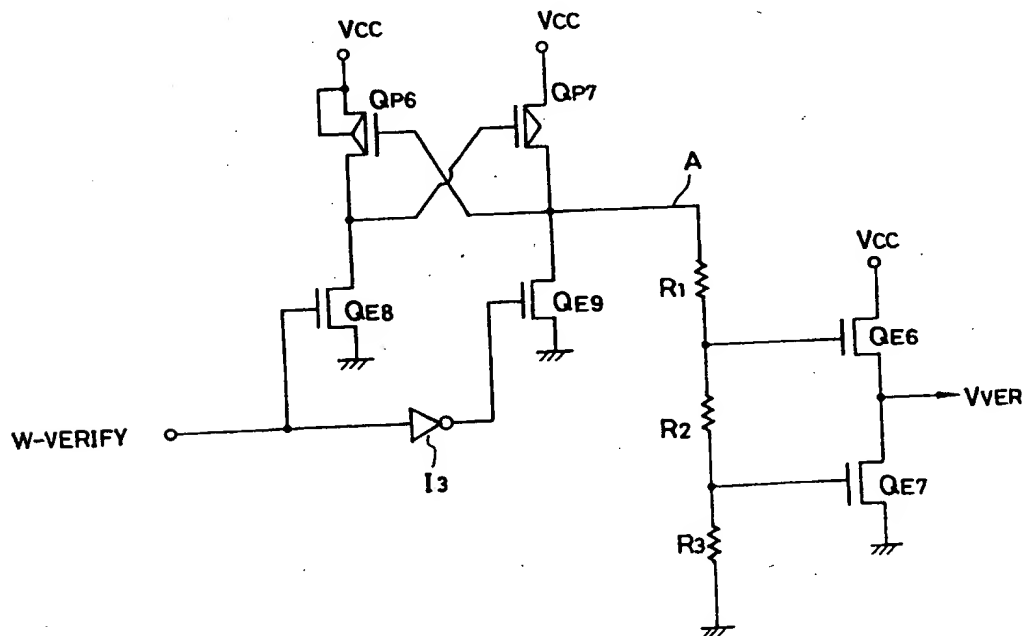 VCC
VCC
QP6
QP7
A
VCC
R1
QE8
QE9
QE6
VVER
R2
W-VERIFY
I3
QE7
R3